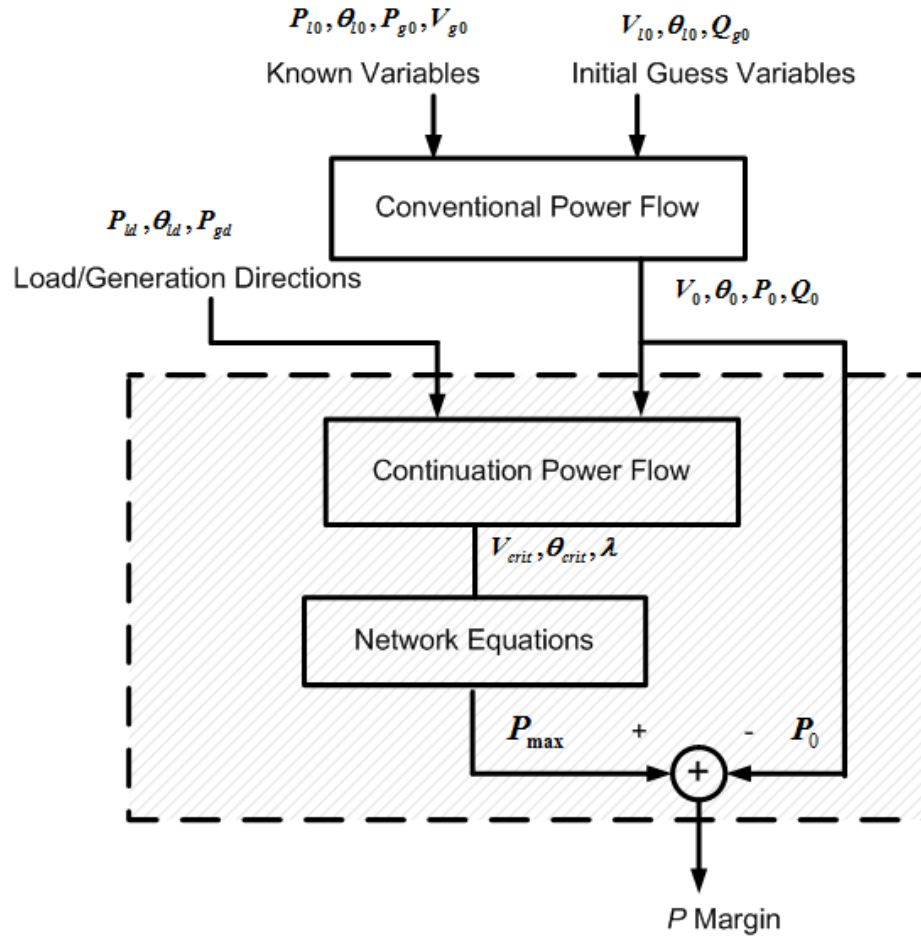 P_{l0}, θ_{l0}, P_{g0}, V_{g0}
V_{l0}, θ_{l0}, Q_{g0}
Known Variables
Initial Guess Variables
Conventional Power Flow
P_{ld}, θ_{ld}, P_{gd}
Load/Generation Directions
V_0, θ_0, P_0, Q_0
Continuation Power Flow
V_{crit}, θ_{crit}, λ
Network Equations
P_{max}
+
-
P_0
+
P Margin